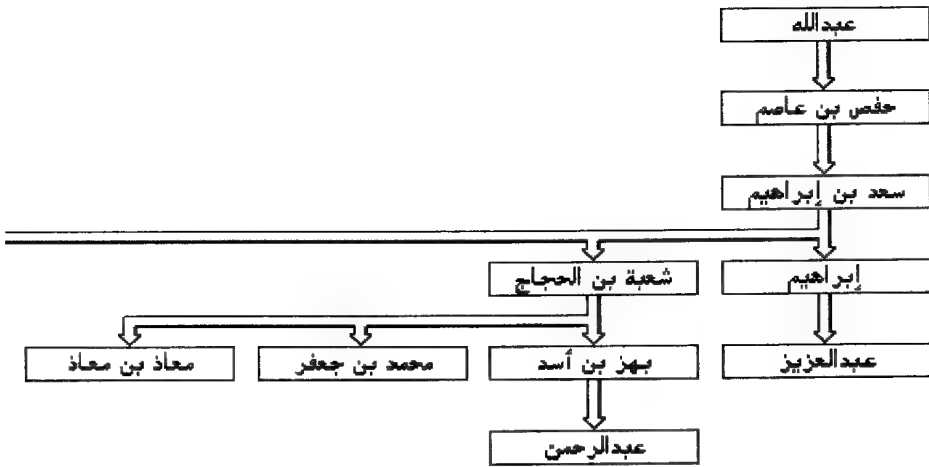 عبدالله
حفص بن عاصم
سعد بن إبراهيم
إبراهيم
شعبة بن الحجاج
عبدالعزيز
بهز بن أسد
محمد بن جعفر
معاذ بن معاذ
عبدالرحمن